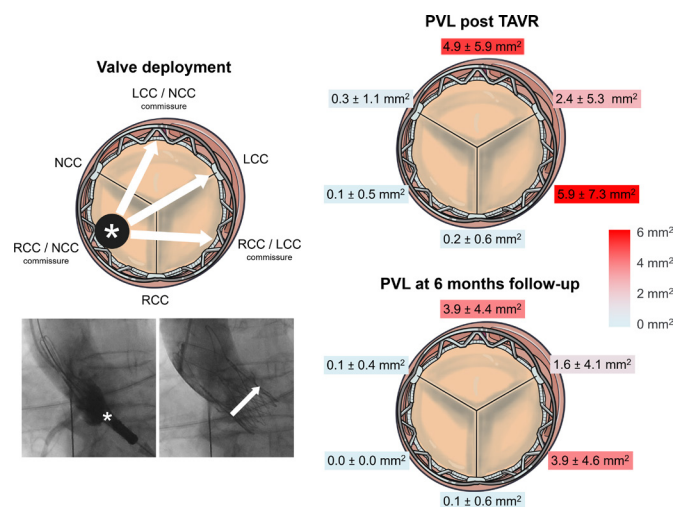 Valve deployment
LCC / NCC
commissure
NCC
LCC
*
RCC / NCC
commissure
RCC / LCC
commissure
RCC
*
PVL post TAVR
4.9 ± 5.9 mm²
0.3 ± 1.1 mm²
2.4 ± 5.3 mm²
0.1 ± 0.5 mm²
5.9 ± 7.3 mm²
0.2 ± 0.6 mm²
6 mm²
4 mm²
2 mm²
0 mm²
PVL at 6 months follow-up
3.9 ± 4.4 mm²
0.1 ± 0.4 mm²
1.6 ± 4.1 mm²
0.0 ± 0.0 mm²
3.9 ± 4.6 mm²
0.1 ± 0.6 mm²